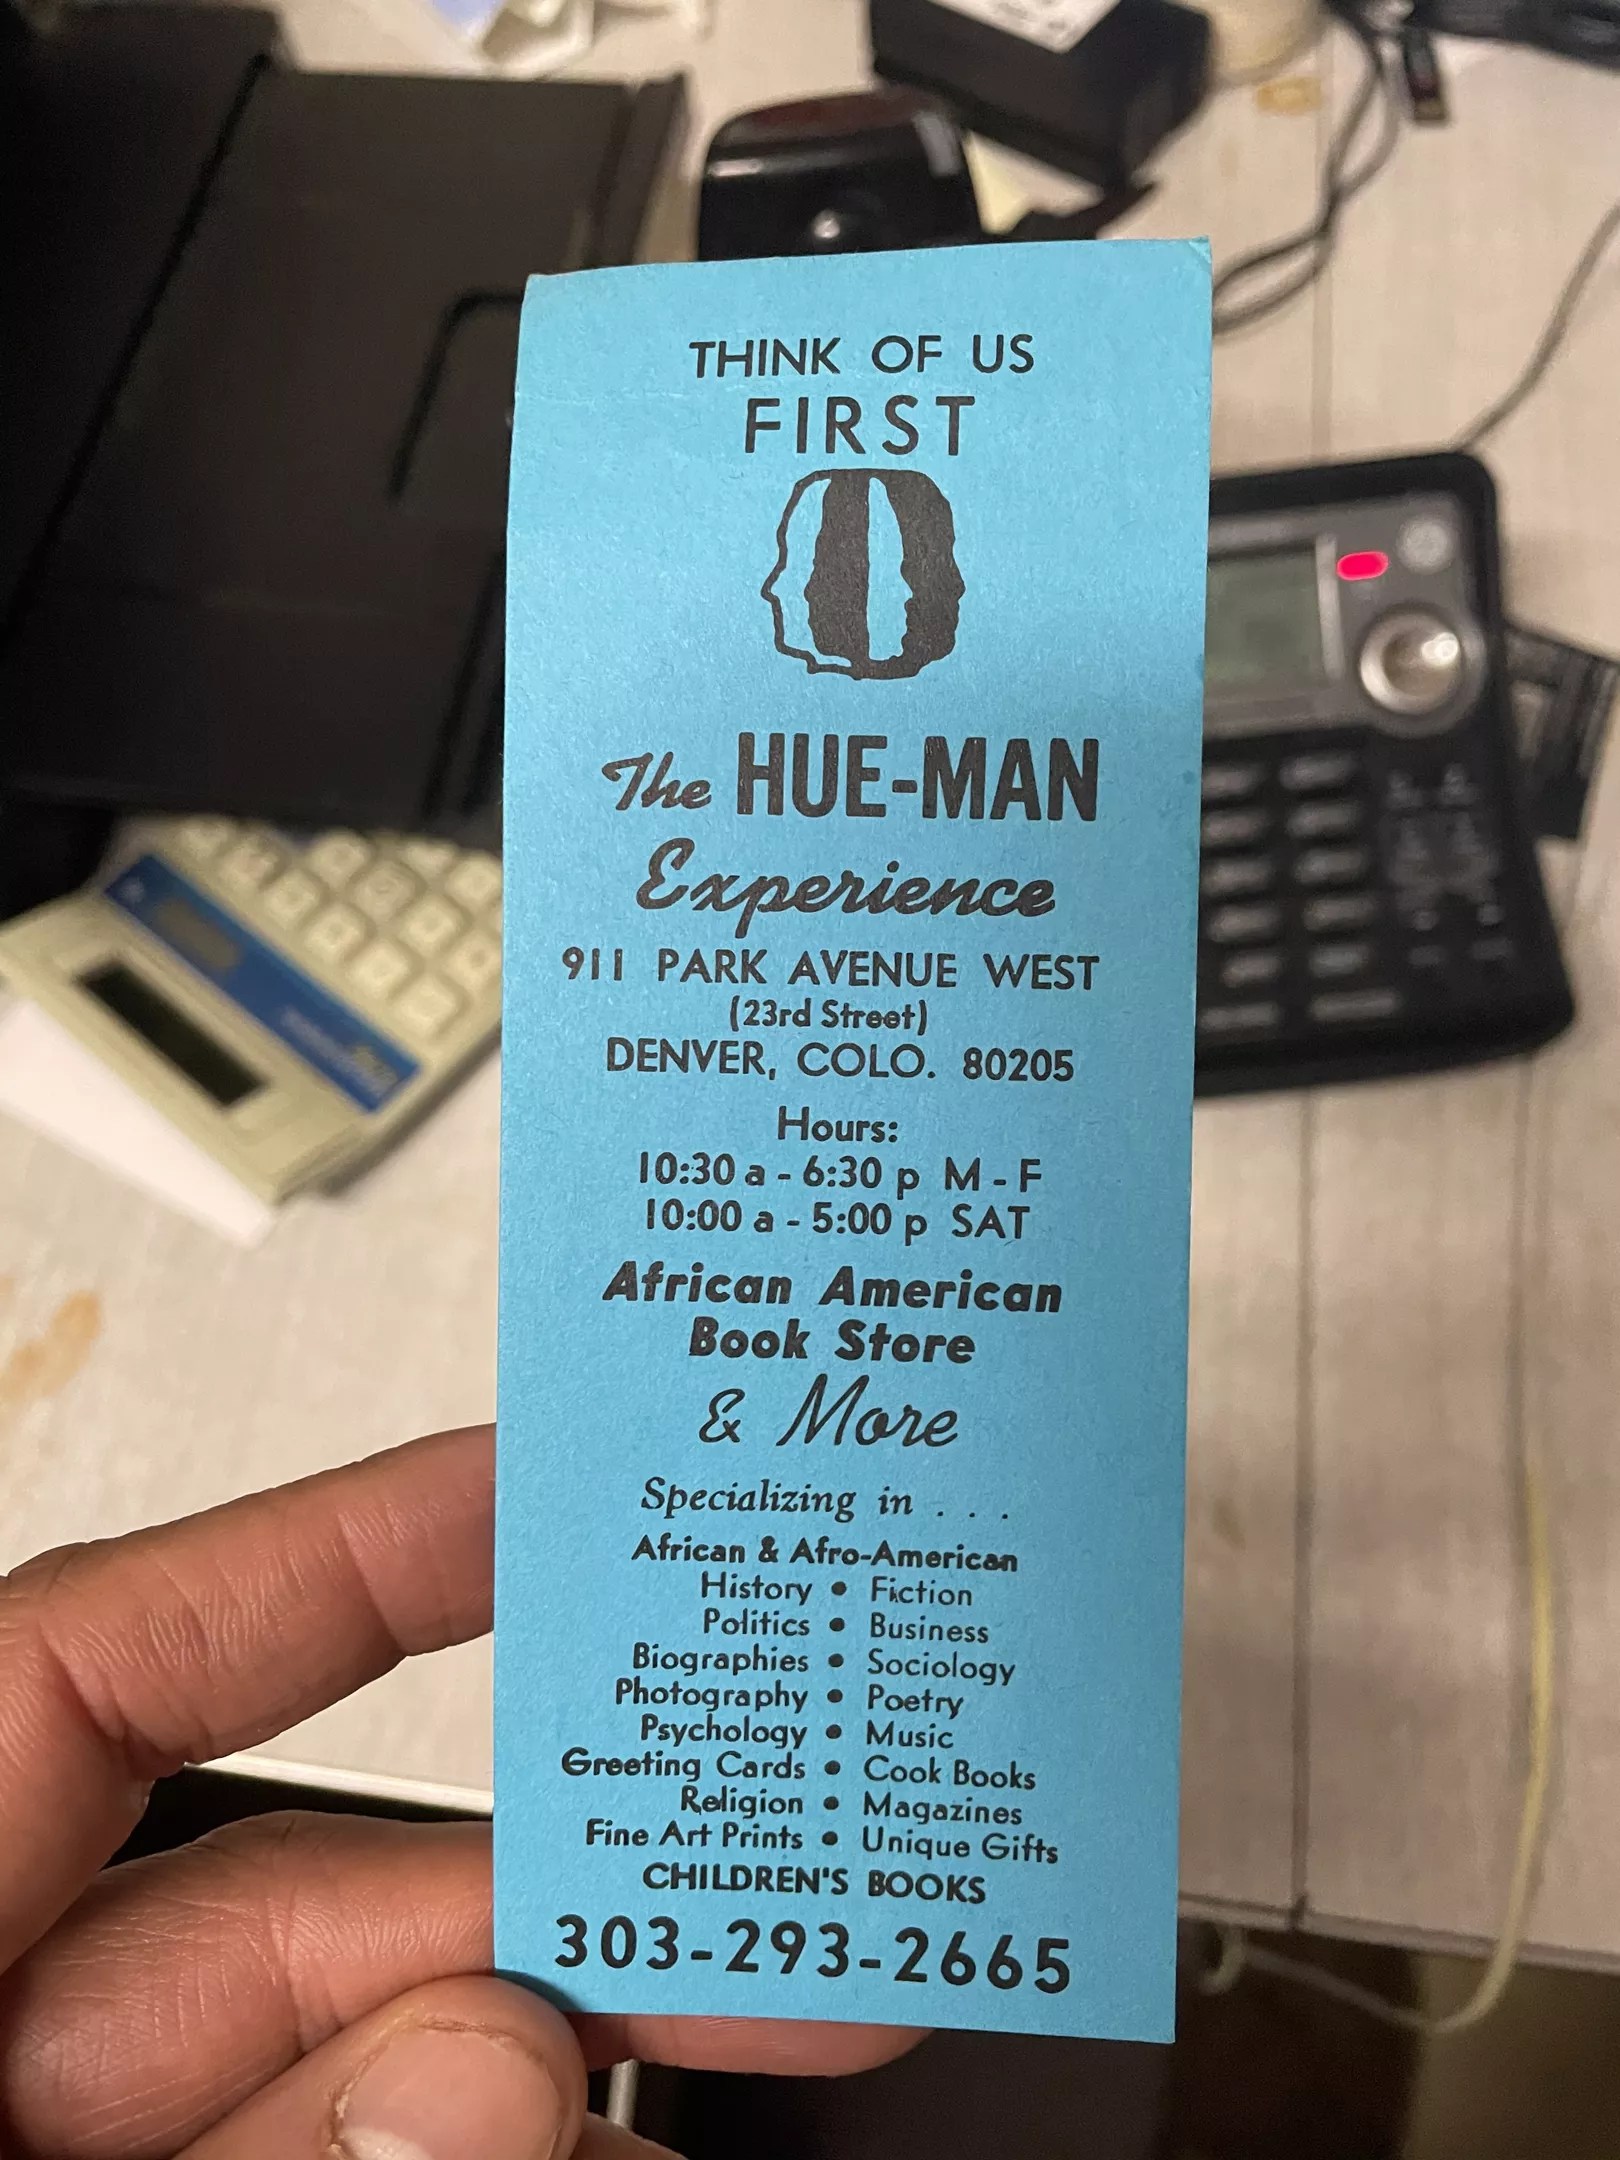 THINK OF US
FIRST
The HUE-MAN
Experience
911 PARK AVENUE WEST
(23rd Street)
DENVER, COLO. 80205
Hours:
10:30 a - 6:30 p M - F
10:00 a - 5:00 p SAT
African American
Book Store
& More
Specializing in . . .
African & Afro-American
History • Fiction
Politics • Business
Biographies • Sociology
Photography • Poetry
Psychology • Music
Greeting Cards • Cook Books
Religion • Magazines
Fine Art Prints • Unique Gifts
CHILDREN'S BOOKS
303-293-2665